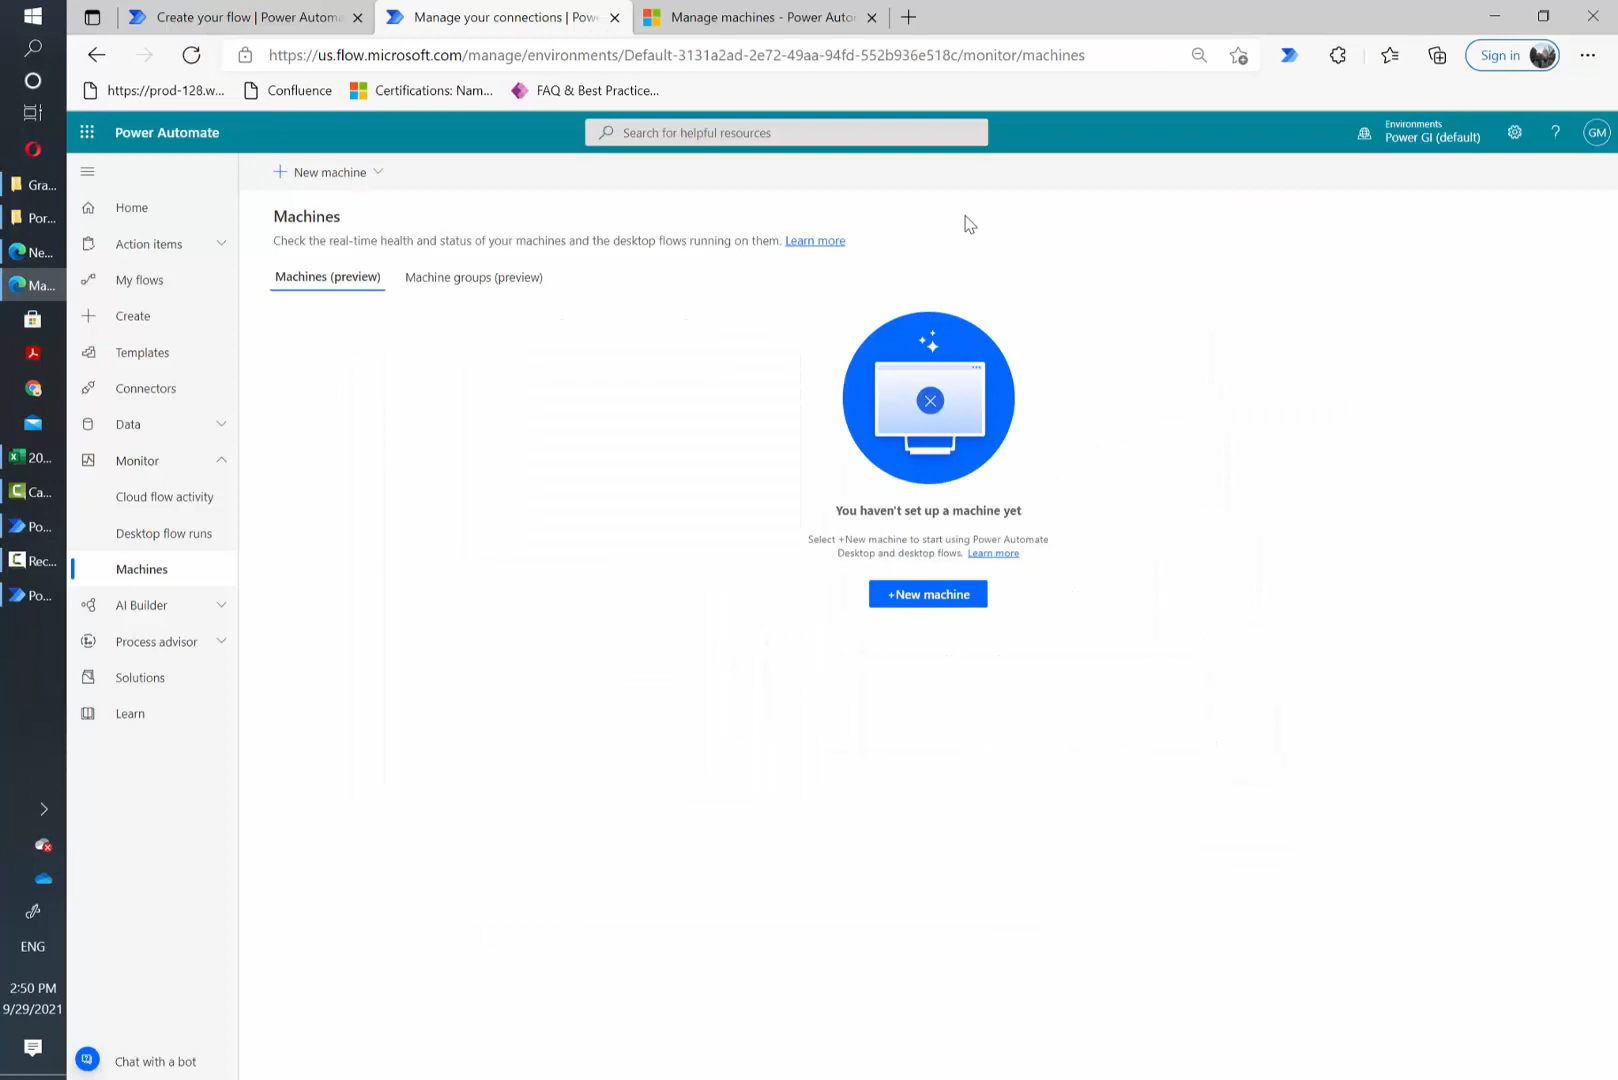 Create your flow | Power Automa
Manage your connections | Pow
Manage machines - Power Auto
https://us.flow.microsoft.com/manage/environments/Default-3131a2ad-2e72-49aa-94fd-552b936e518c/monitor/machines
Sign in
https://prod-128.w...
Confluence
Certifications: Nam...
FAQ & Best Practice...
Power Automate
Search for helpful resources
Environments
Power GI (default)
GM
New machine
Machines
Check the real-time health and status of your machines and the desktop flows running on them. Learn more
Machines (preview)
Machine groups (preview)
You haven't set up a machine yet
Select +New machine to start using Power Automate
Desktop and desktop flows. Learn more
+New machine
Home
Action items
My flows
Create
Templates
Connectors
Data
Monitor
Cloud flow activity
Desktop flow runs
Machines
AI Builder
Process advisor
Solutions
Learn
Chat with a bot
Gra...
Por...
Ne...
Ma...
20...
Ca...
Po...
Rec...
Po...
ENG
2:50 PM
9/29/2021